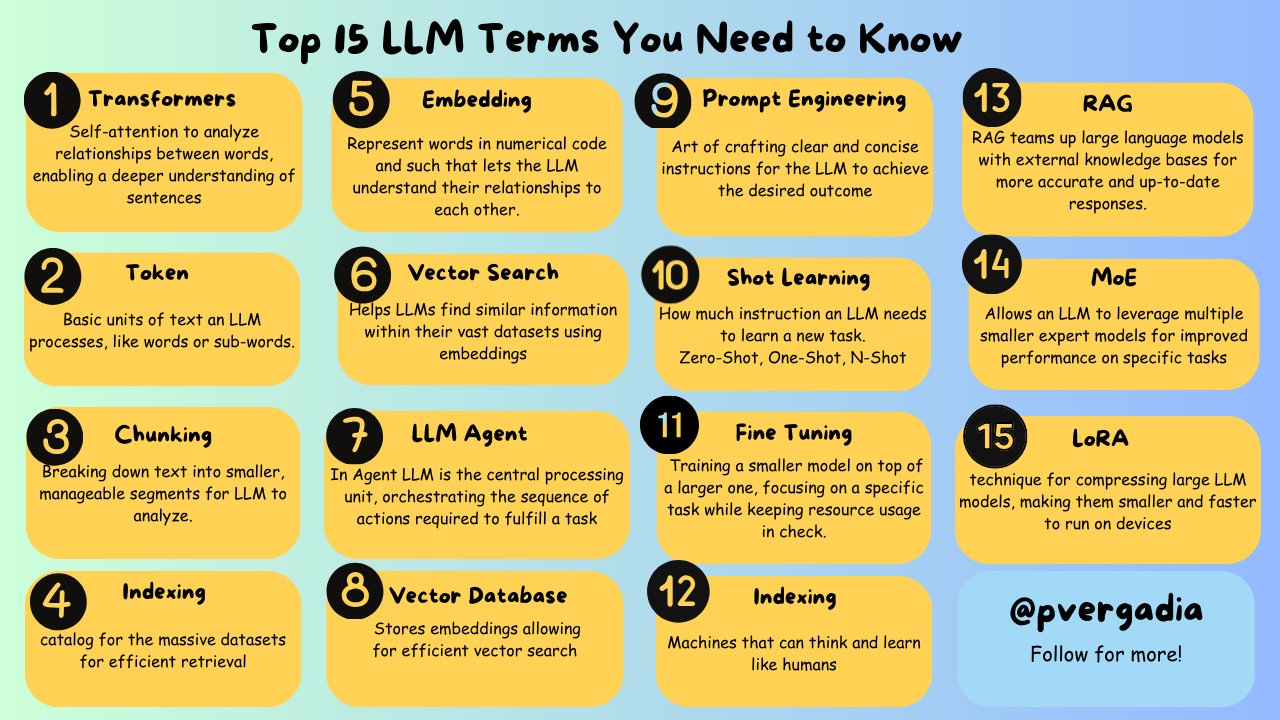 Top 15 LLM Terms You Need to Know
1
Transformers
Self-attention to analyze
relationships between words,
enabling a deeper understanding of
sentences
2
Token
Basic units of text an LLM
processes, like words or sub-words.
3
Chunking
Breaking down text into smaller,
manageable segments for LLM to
analyze.
4
Indexing
catalog for the massive datasets
for efficient retrieval
5
Embedding
Represent words in numerical code
and such that lets the LLM
understand their relationships to
each other.
6
Vector Search
Helps LLMs find similar information
within their vast datasets using
embeddings
7
LLM Agent
In Agent LLM is the central processing
unit, orchestrating the sequence of
actions required to fulfill a task
8
Vector Database
Stores embeddings allowing
for efficient vector search
9
Prompt Engineering
Art of crafting clear and concise
instructions for the LLM to achieve
the desired outcome
10
Shot Learning
How much instruction an LLM needs
to learn a new task.
Zero-Shot, One-Shot, N-Shot
11
Fine Tuning
Training a smaller model on top of
a larger one, focusing on a specific
task while keeping resource usage
in check.
12
Indexing
Machines that can think and learn
like humans
13
RAG
RAG teams up large language models
with external knowledge bases for
more accurate and up-to-date
responses.
14
MoE
Allows an LLM to leverage multiple
smaller expert models for improved
performance on specific tasks
15
LoRA
technique for compressing large LLM
models, making them smaller and faster
to run on devices
@pvergadia
Follow for more!